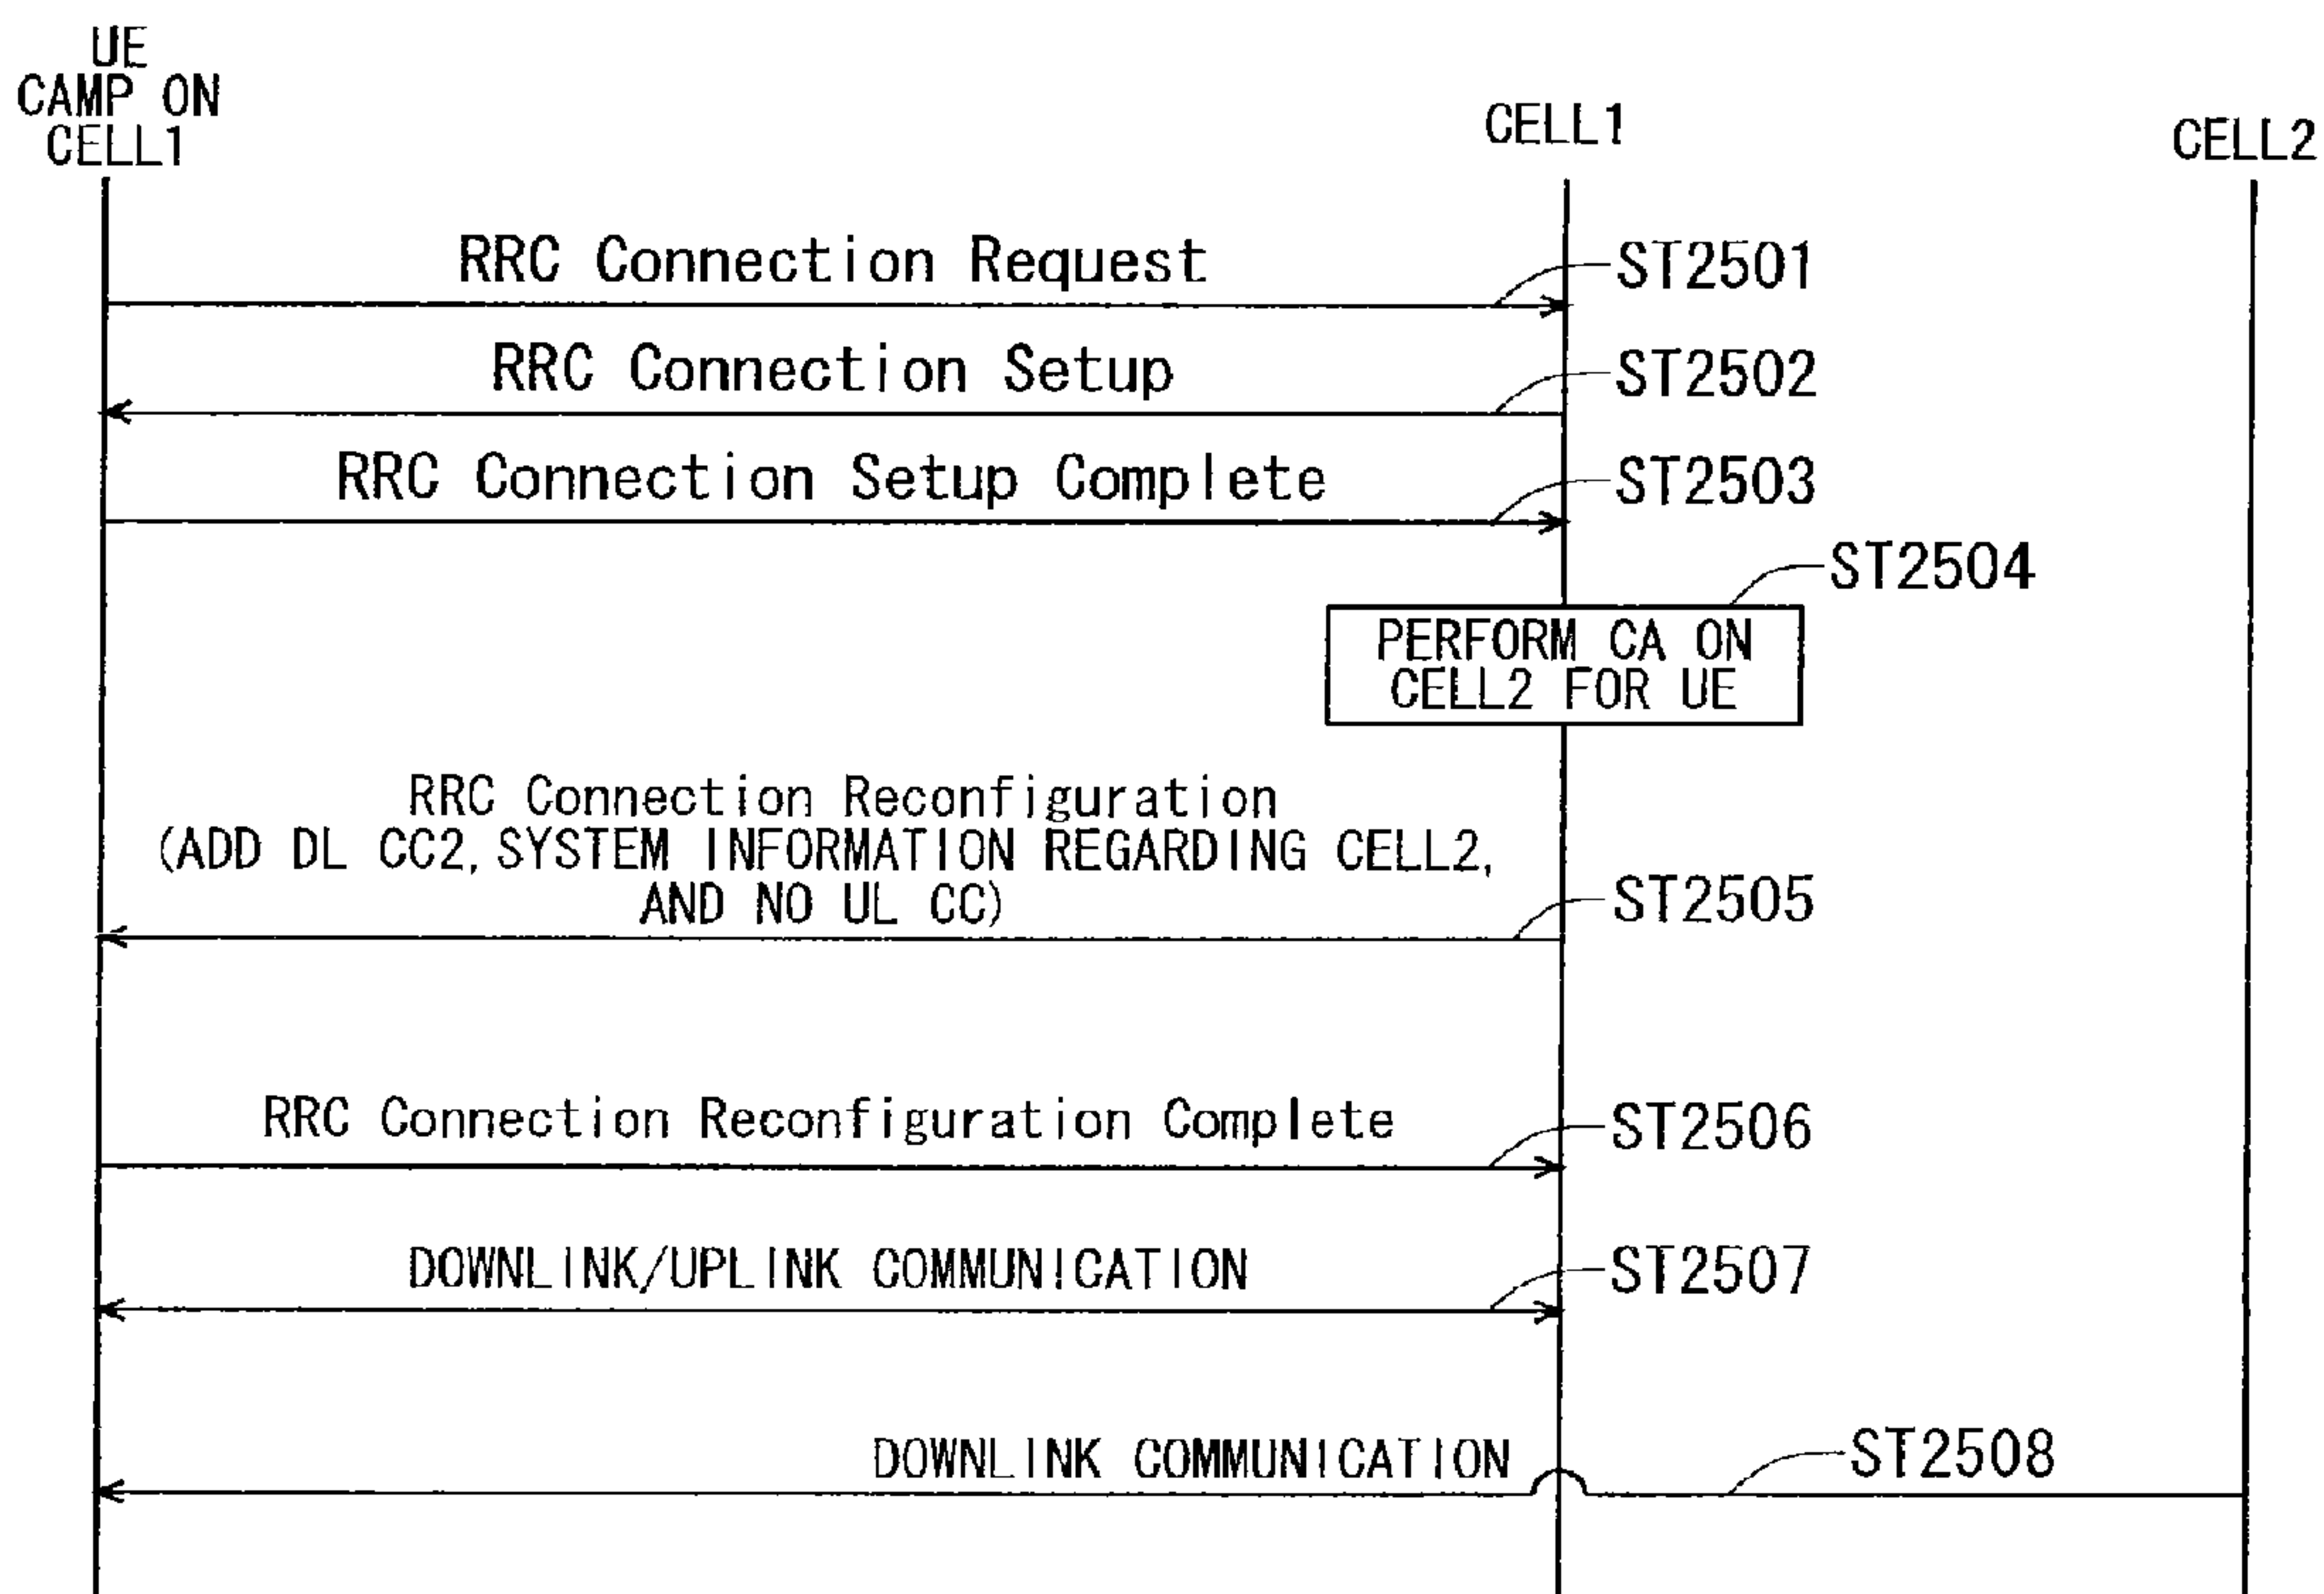 UE
CAMP ON
CELL1
CELL1
CELL2
RRC Connection Request
ST2501
RRC Connection Setup
ST2502
RRC Connection Setup Complete
ST2503
ST2504
PERFORM CA ON
CELL2 FOR UE
RRC Connection Reconfiguration
(ADD DL CC2, SYSTEM INFORMATION REGARDING CELL2,
AND NO UL CC)
ST2505
RRC Connection Reconfiguration Complete
ST2506
DOWNLINK/UPLINK COMMUNICATION
ST2507
DOWNLINK COMMUNICATION
ST2508